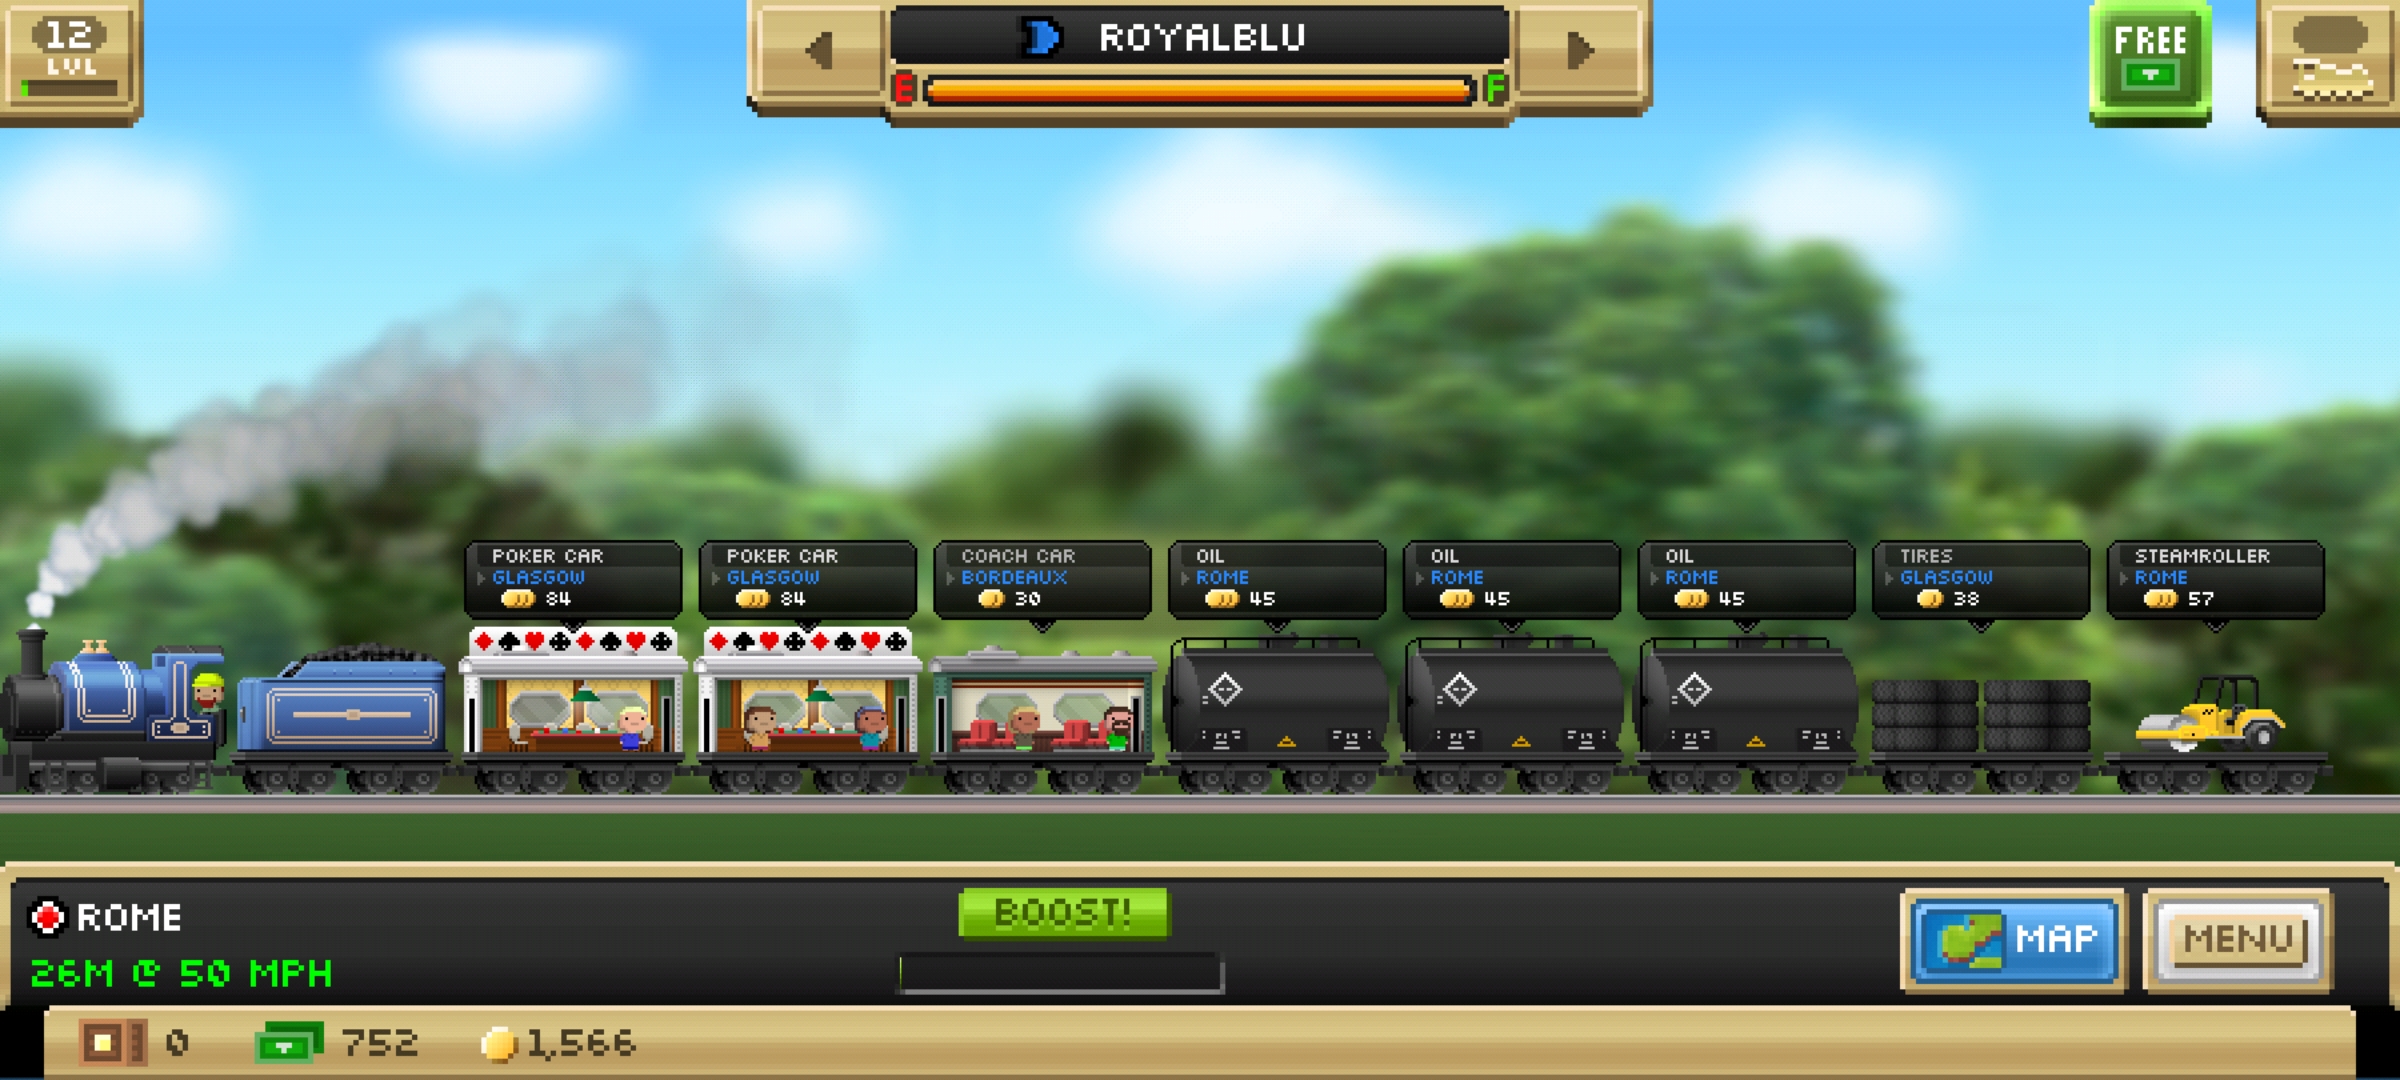 12
LVL
ROYALBLU
E
F
FREE
POKER CAR
GLASGOW
84
POKER CAR
GLASGOW
84
COACH CAR
BORDEAUX
30
OIL
ROME
45
OIL
ROME
45
OIL
ROME
45
TIRES
GLASGOW
38
STEAMROLLER
ROME
57
ROME
26M @ 50 MPH
BOOST!
MAP
MENU
0
752
1,566